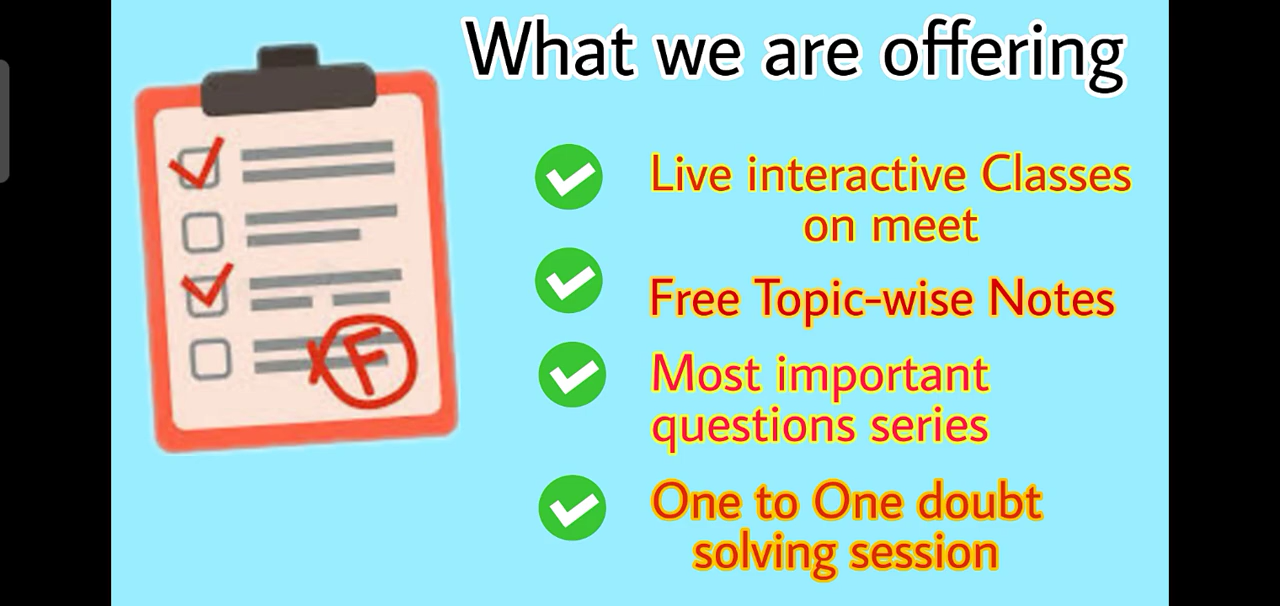 What we are offering
Live interactive Classes
on meet
Free Topic-wise Notes
Most important
questions series
One to One doubt
solving session
F